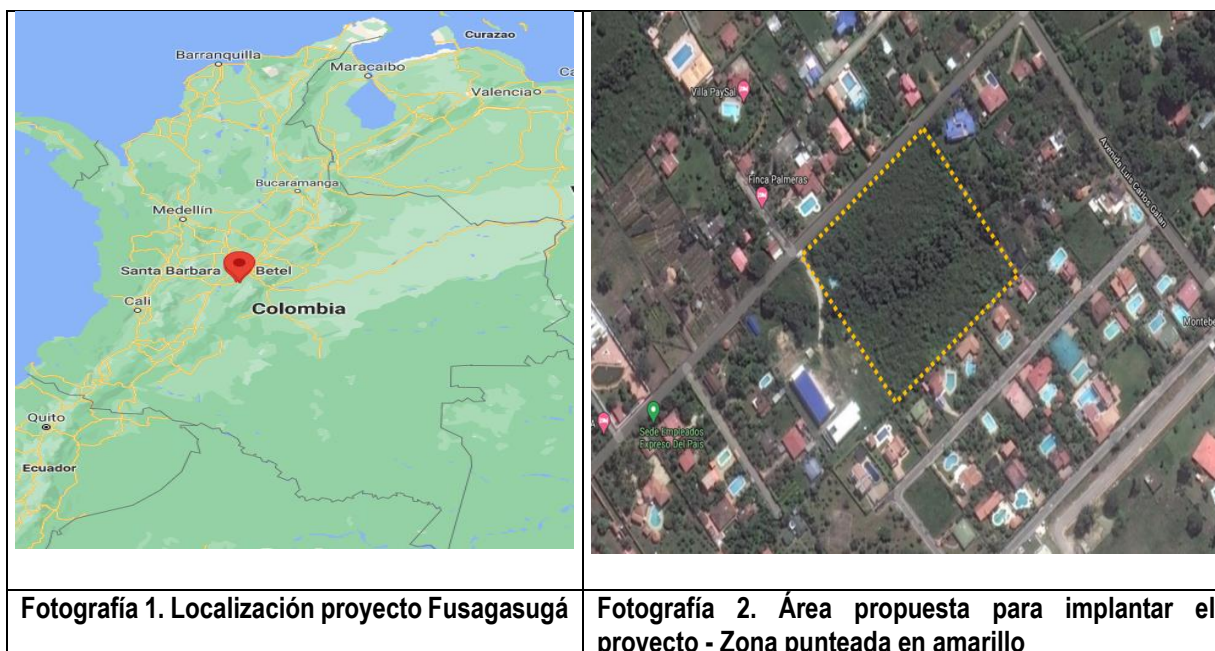 Curazao
Barranquilla
Maracaibo
Valencia
Ca
Bucaramanga
Medellín
Santa Barbara
Betel
Cali
Colombia
Quito
Ecuador
Villa PaySal
Finca Palmeras
Avenida Luis Carlos Galán
Montebe
Sede Empleados
Expreso Del País
A
Fotografía 1. Localización proyecto Fusagasugá
Fotografía 2. Área propuesta para implantar el
proyecto - Zona punteada en amarillo